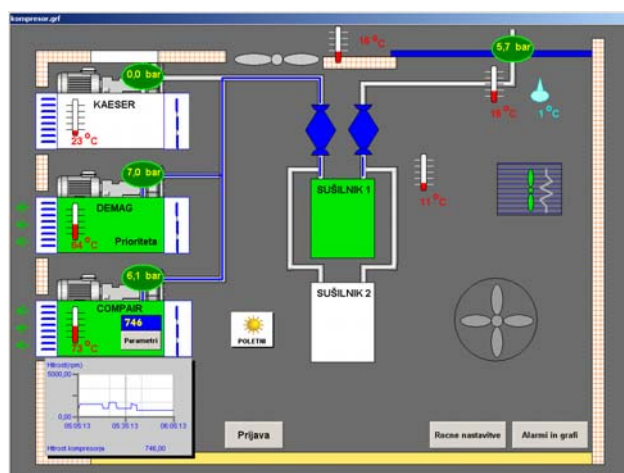 kompresor.grf
16 °C
5,7 bar
0,0 bar
KAESER
23 °C
18 °C
1 °C
7,0 bar
DEMAG
64 °C
Prioriteta
SUŠILNIK 1
11 °C
6,1 bar
COMPAIR
746
73 °C
Parametri
SUŠILNIK 2
POLETNI
Hitrost(rpm)
5000,00
0,00
05:05:13
05:35:13
06:05:13
Hitrost kompresorja
746,00
Prijava
Rocne nastavitve
Alarmi in grafi